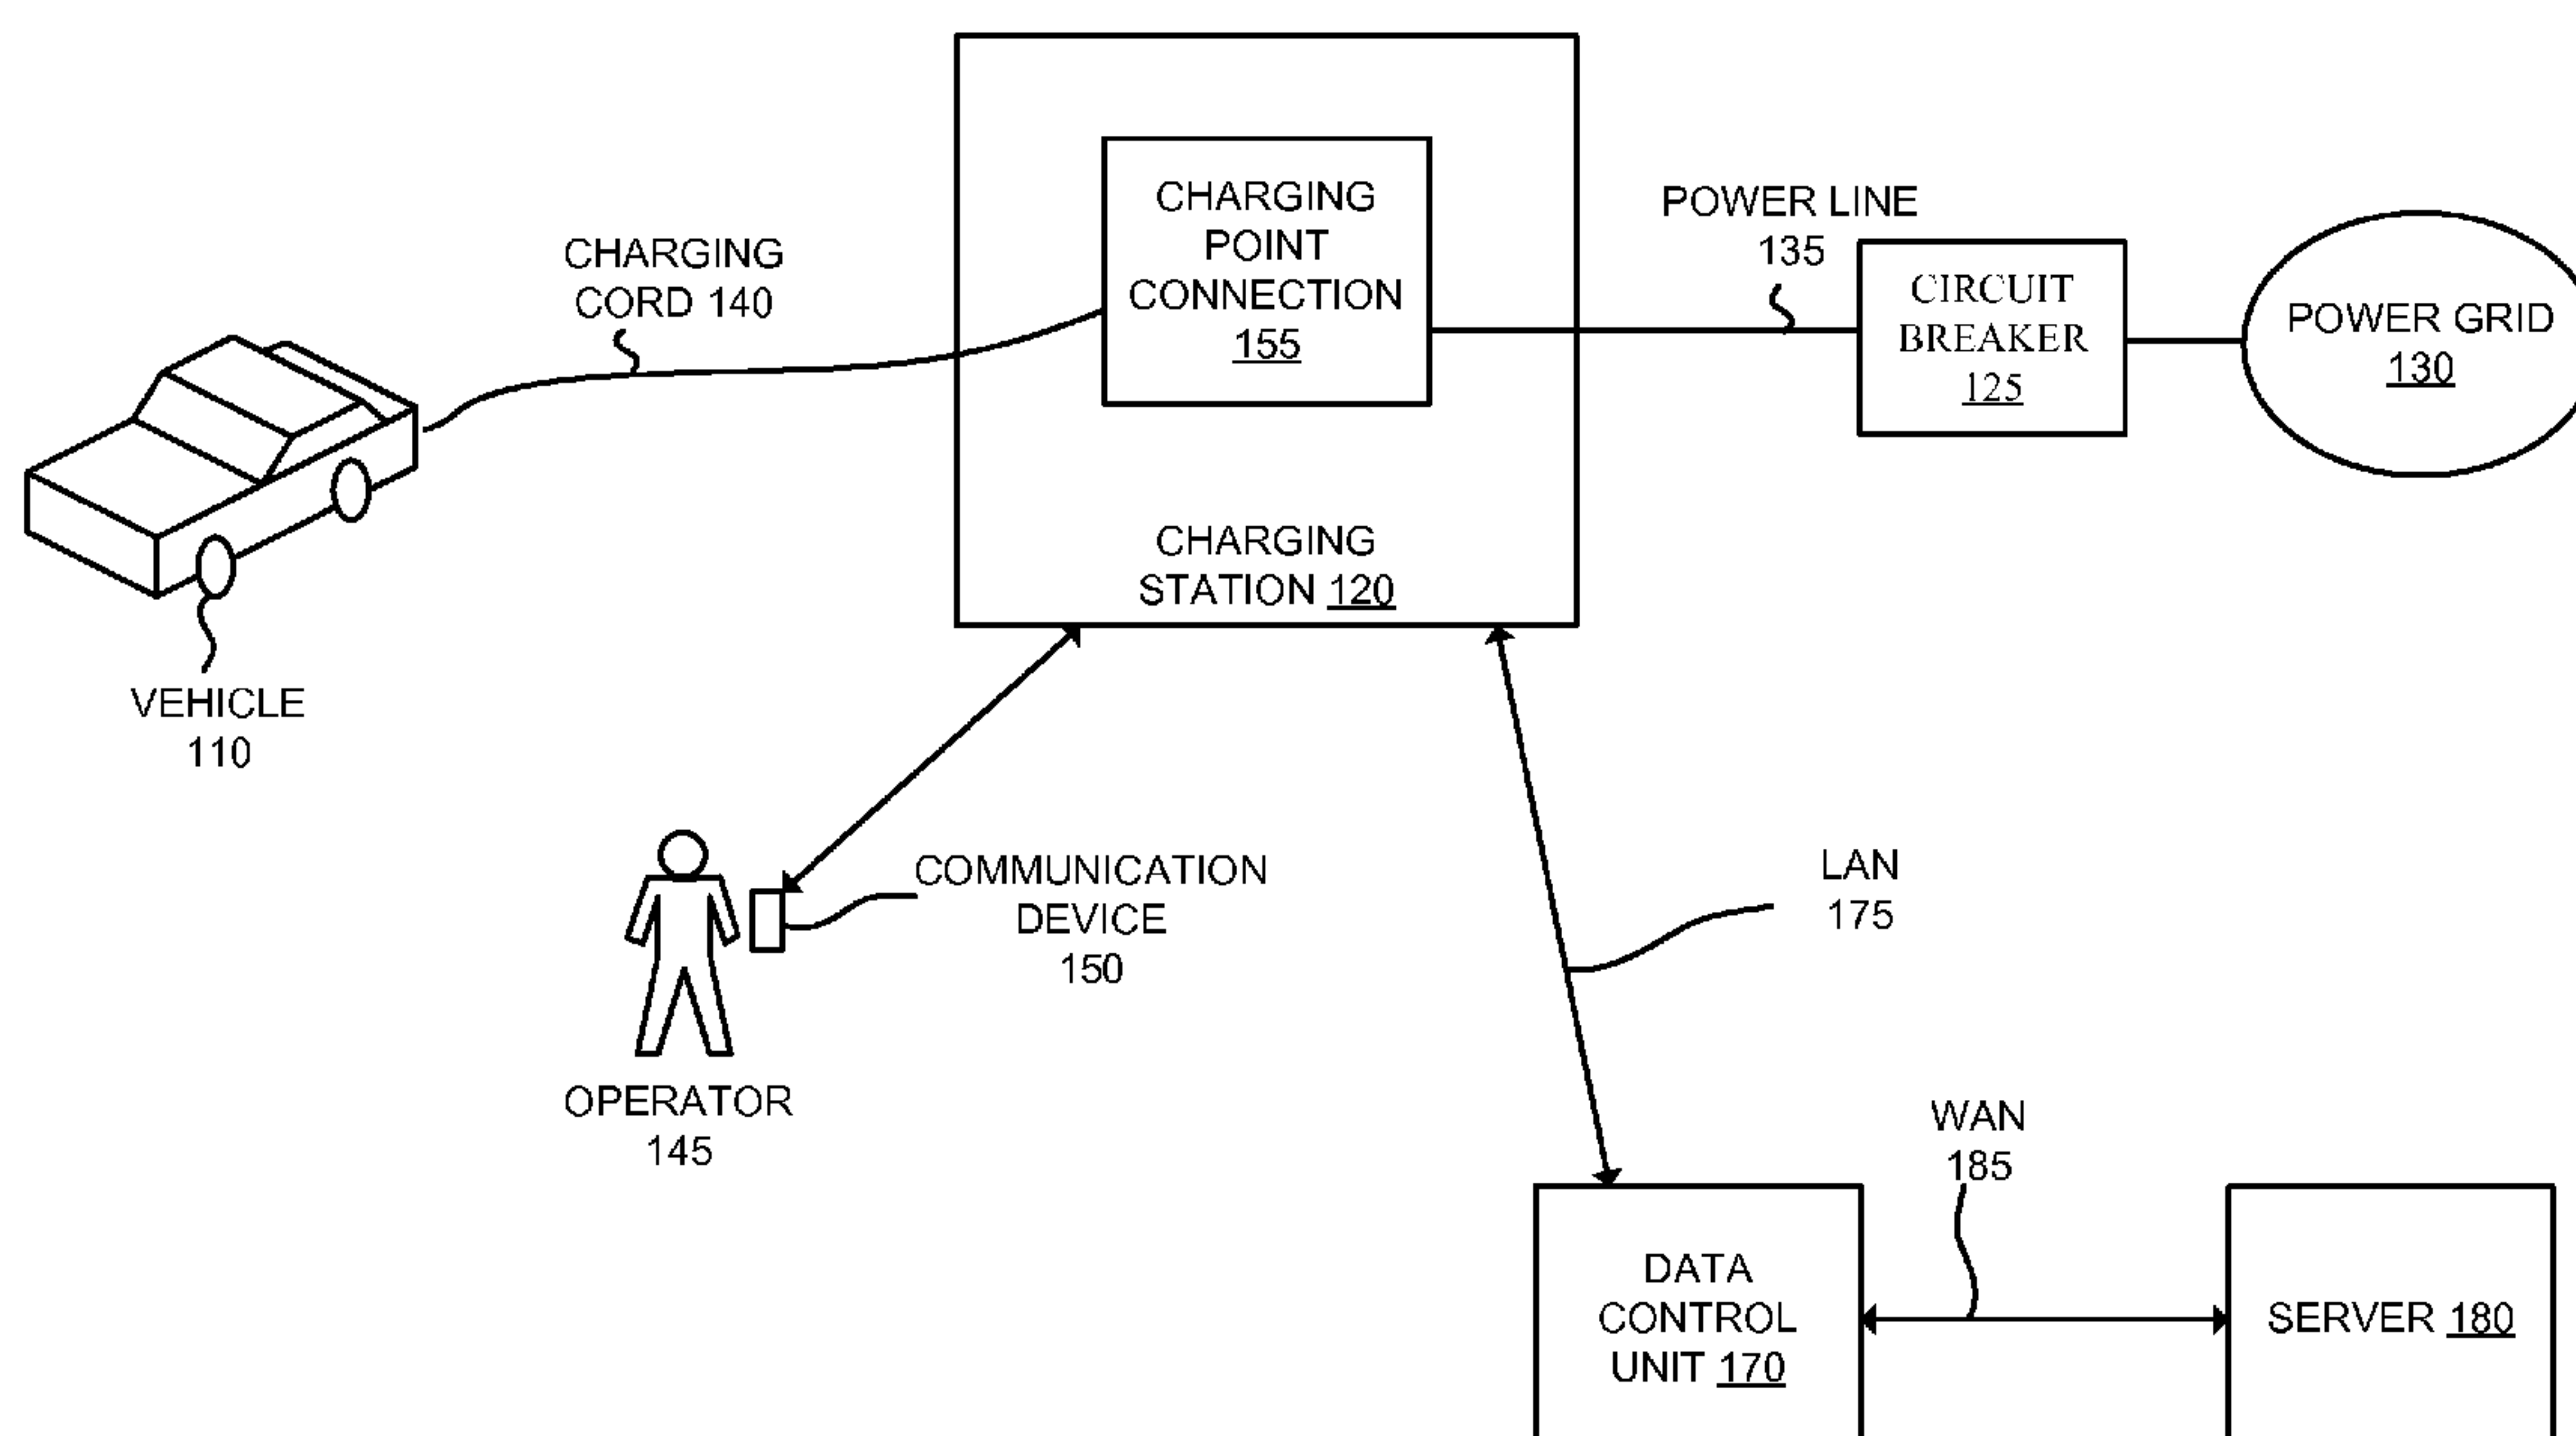 CHARGING
POINT
CONNECTION
155
POWER LINE
135
CHARGING
CORD 140
CIRCUIT
BREAKER
125
POWER GRID
130
CHARGING
STATION 120
VEHICLE
110
COMMUNICATION
DEVICE
150
LAN
175
OPERATOR
145
WAN
185
DATA
CONTROL
UNIT 170
SERVER 180